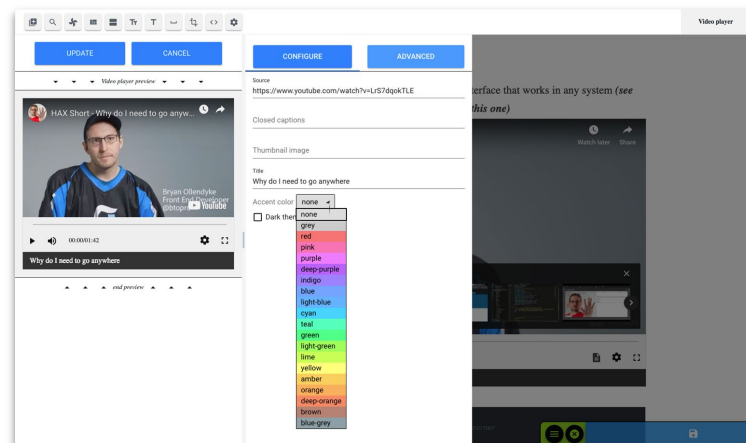 Video player
UPDATE
CANCEL
CONFIGURE
ADVANCED
Video player preview
HAX Short - Why do I need to go anyw...
Bryan Ollendyke
Front End Developer
YouTube
00:00/01:42
Why do I need to go anywhere
end preview
Source
https://www.youtube.com/watch?v=LrS7dqokTLE
Closed captions
Thumbnail image
Title
Why do I need to go anywhere
Accent color
none
none
grey
red
pink
purple
deep-purple
indigo
blue
light-blue
cyan
teal
green
light-green
lime
yellow
amber
orange
deep-orange
brown
blue-grey
terface that works in any system (see
this one)
Watch later
Share